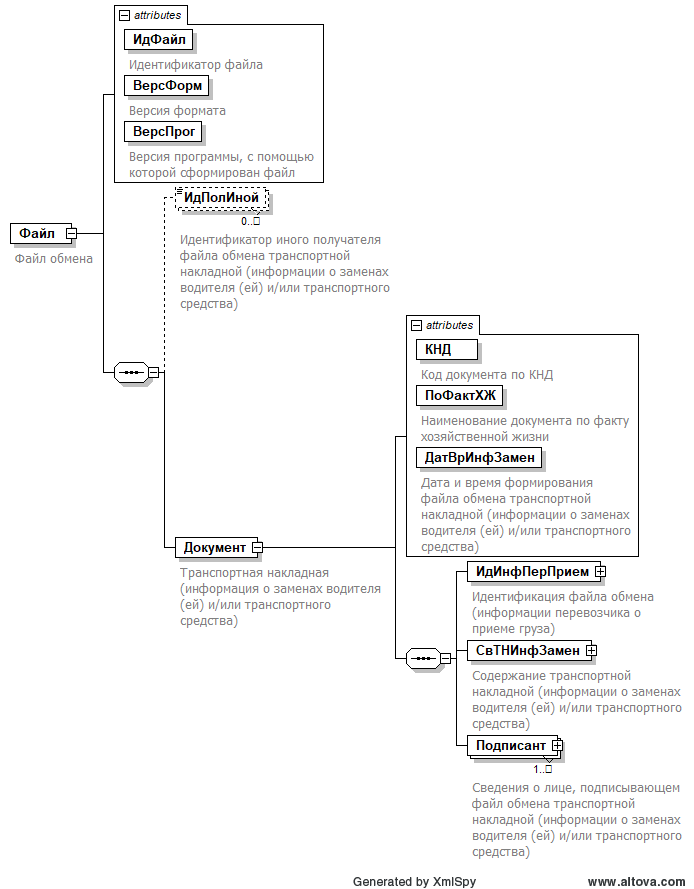 attributes
ИдФайл
Идентификатор файла
ВерсФорм
Версия формата
ВерсПрог
Версия программы, с помощью
которой сформирован файл
Файл
Файл обмена
ИдПолИной
0..
Идентификатор иного получателя
файла обмена транспортной
накладной (информации о заменах
водителя (ей) и/или транспортного
средства)
attributes
КНД
Код документа по КНД
ПоФактХЖ
Наименование документа по факту
хозяйственной жизни
ДатВрИнфЗамен
Дата и время формирования
файла обмена транспортной
накладной (информации о заменах
водителя (ей) и/или транспортного
средства)
Документ
Транспортная накладная
(информация о заменах водителя
(ей) и/или транспортного
средства)
ИдИнфПерПрием
Идентификация файла обмена
(информации перевозчика о
приеме груза)
СвТНИнфЗамен
Содержание транспортной
накладной (информации о заменах
водителя (ей) и/или транспортного
средства)
Подписант
1..
Сведения о лице, подписывающем
файл обмена транспортной
накладной (информации о заменах
водителя (ей) и/или транспортного
средства)
Generated by XmlSpy
www.altova.com